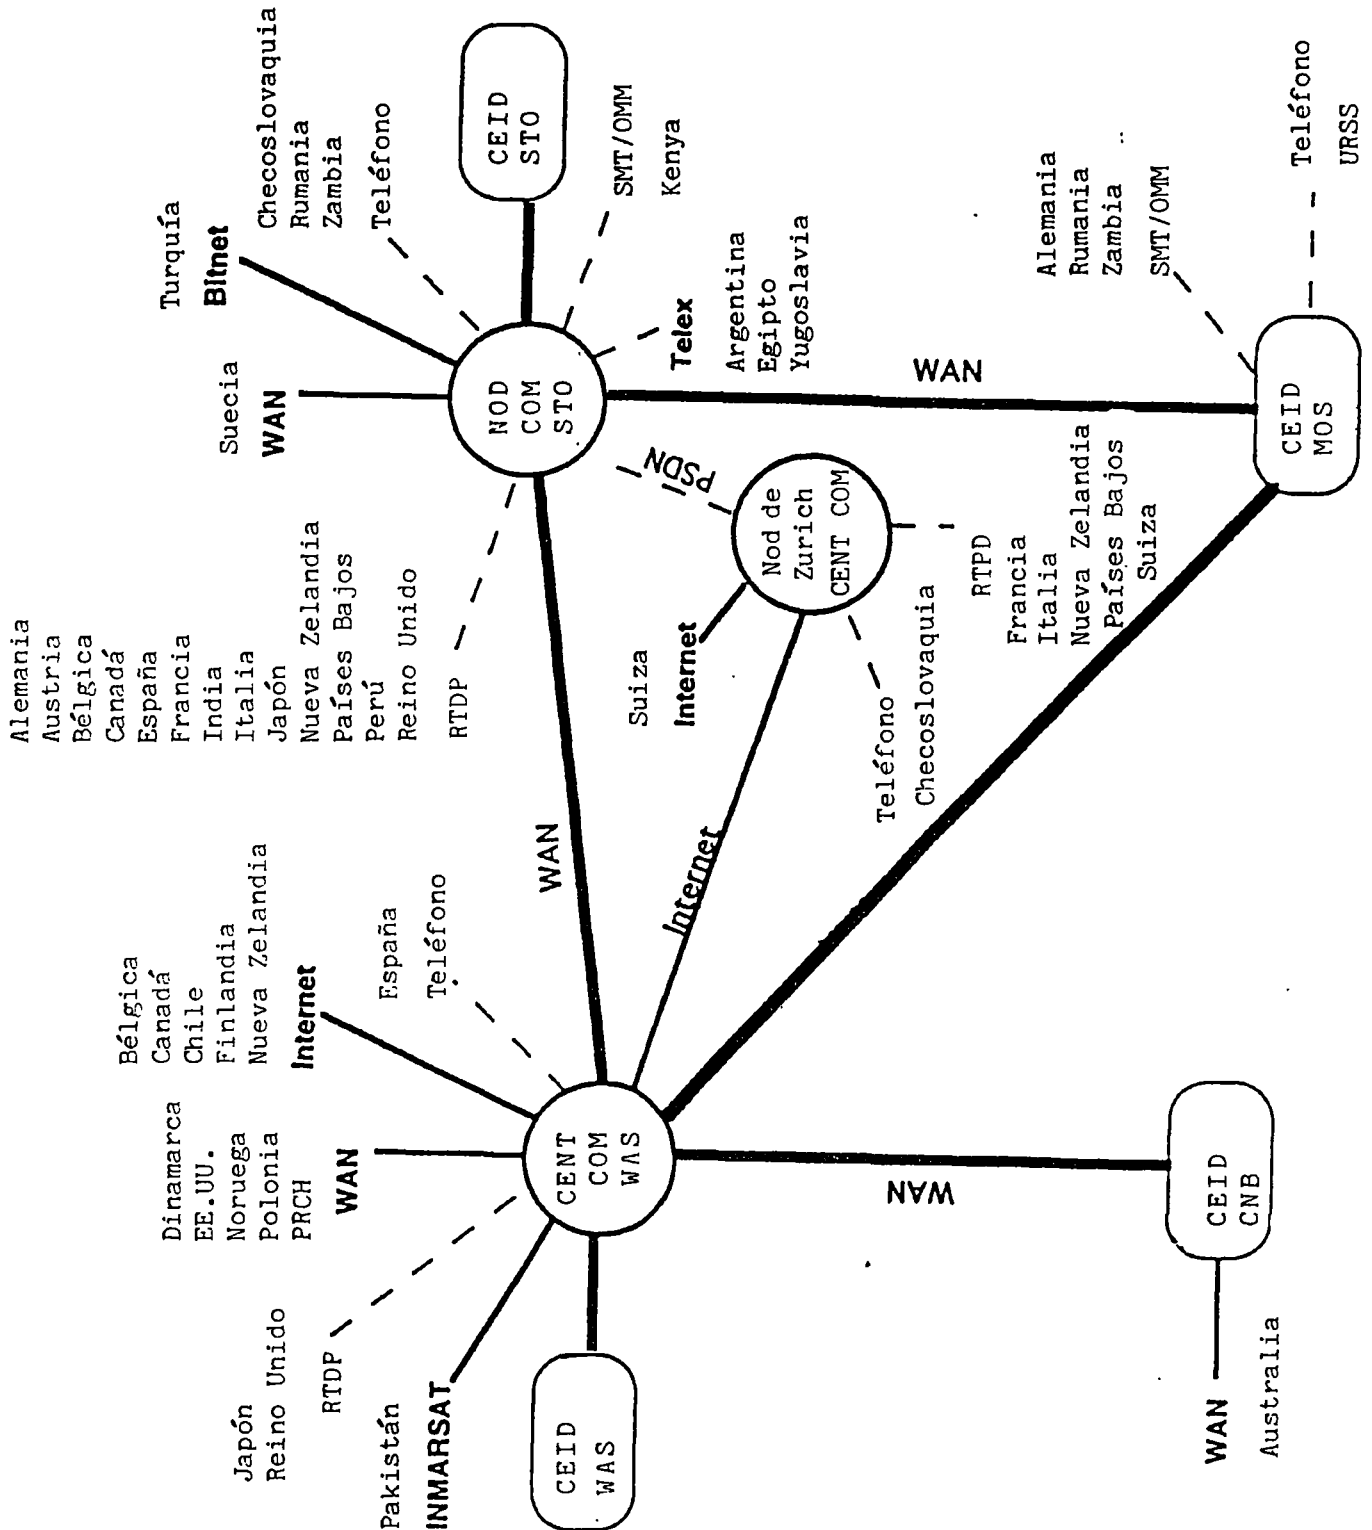 Japón
Reino Unido
RTDP
Pakistán
INMARSAT
CEID
WAS
Dinamarca
EE.UU.
Noruega
Polonia
PRCH
WAN
Bélgica
Canadá
Chile
Finlandia
Nueva Zelandia
Internet
España
Teléfono
CENT
COM
WAS
WAN
CEID
CNB
WAN
Australia
WAN
Internet
Alemania
Austria
Bélgica
Canadá
España
Francia
India
Italia
Japón
Nueva Zelandia
Países Bajos
Perú
Reino Unido
RTDP
Suecia
WAN
Turquía
Bitnet
Checoslovaquia
Rumania
Zambia
Teléfono
NOD
COM
STO
CEID
STO
SMT/OMM
Kenya
Telex
Argentina
Egipto
Yugoslavia
PSDN
Suiza
Internet
Nod de
Zurich
CENT COM
Teléfono
Checoslovaquia
RTPD
Francia
Italia
Nueva Zelandia
Países Bajos
Suiza
WAN
Alemania
Rumania
Zambia
SMT/OMM
CEID
MOS
Teléfono
URSS